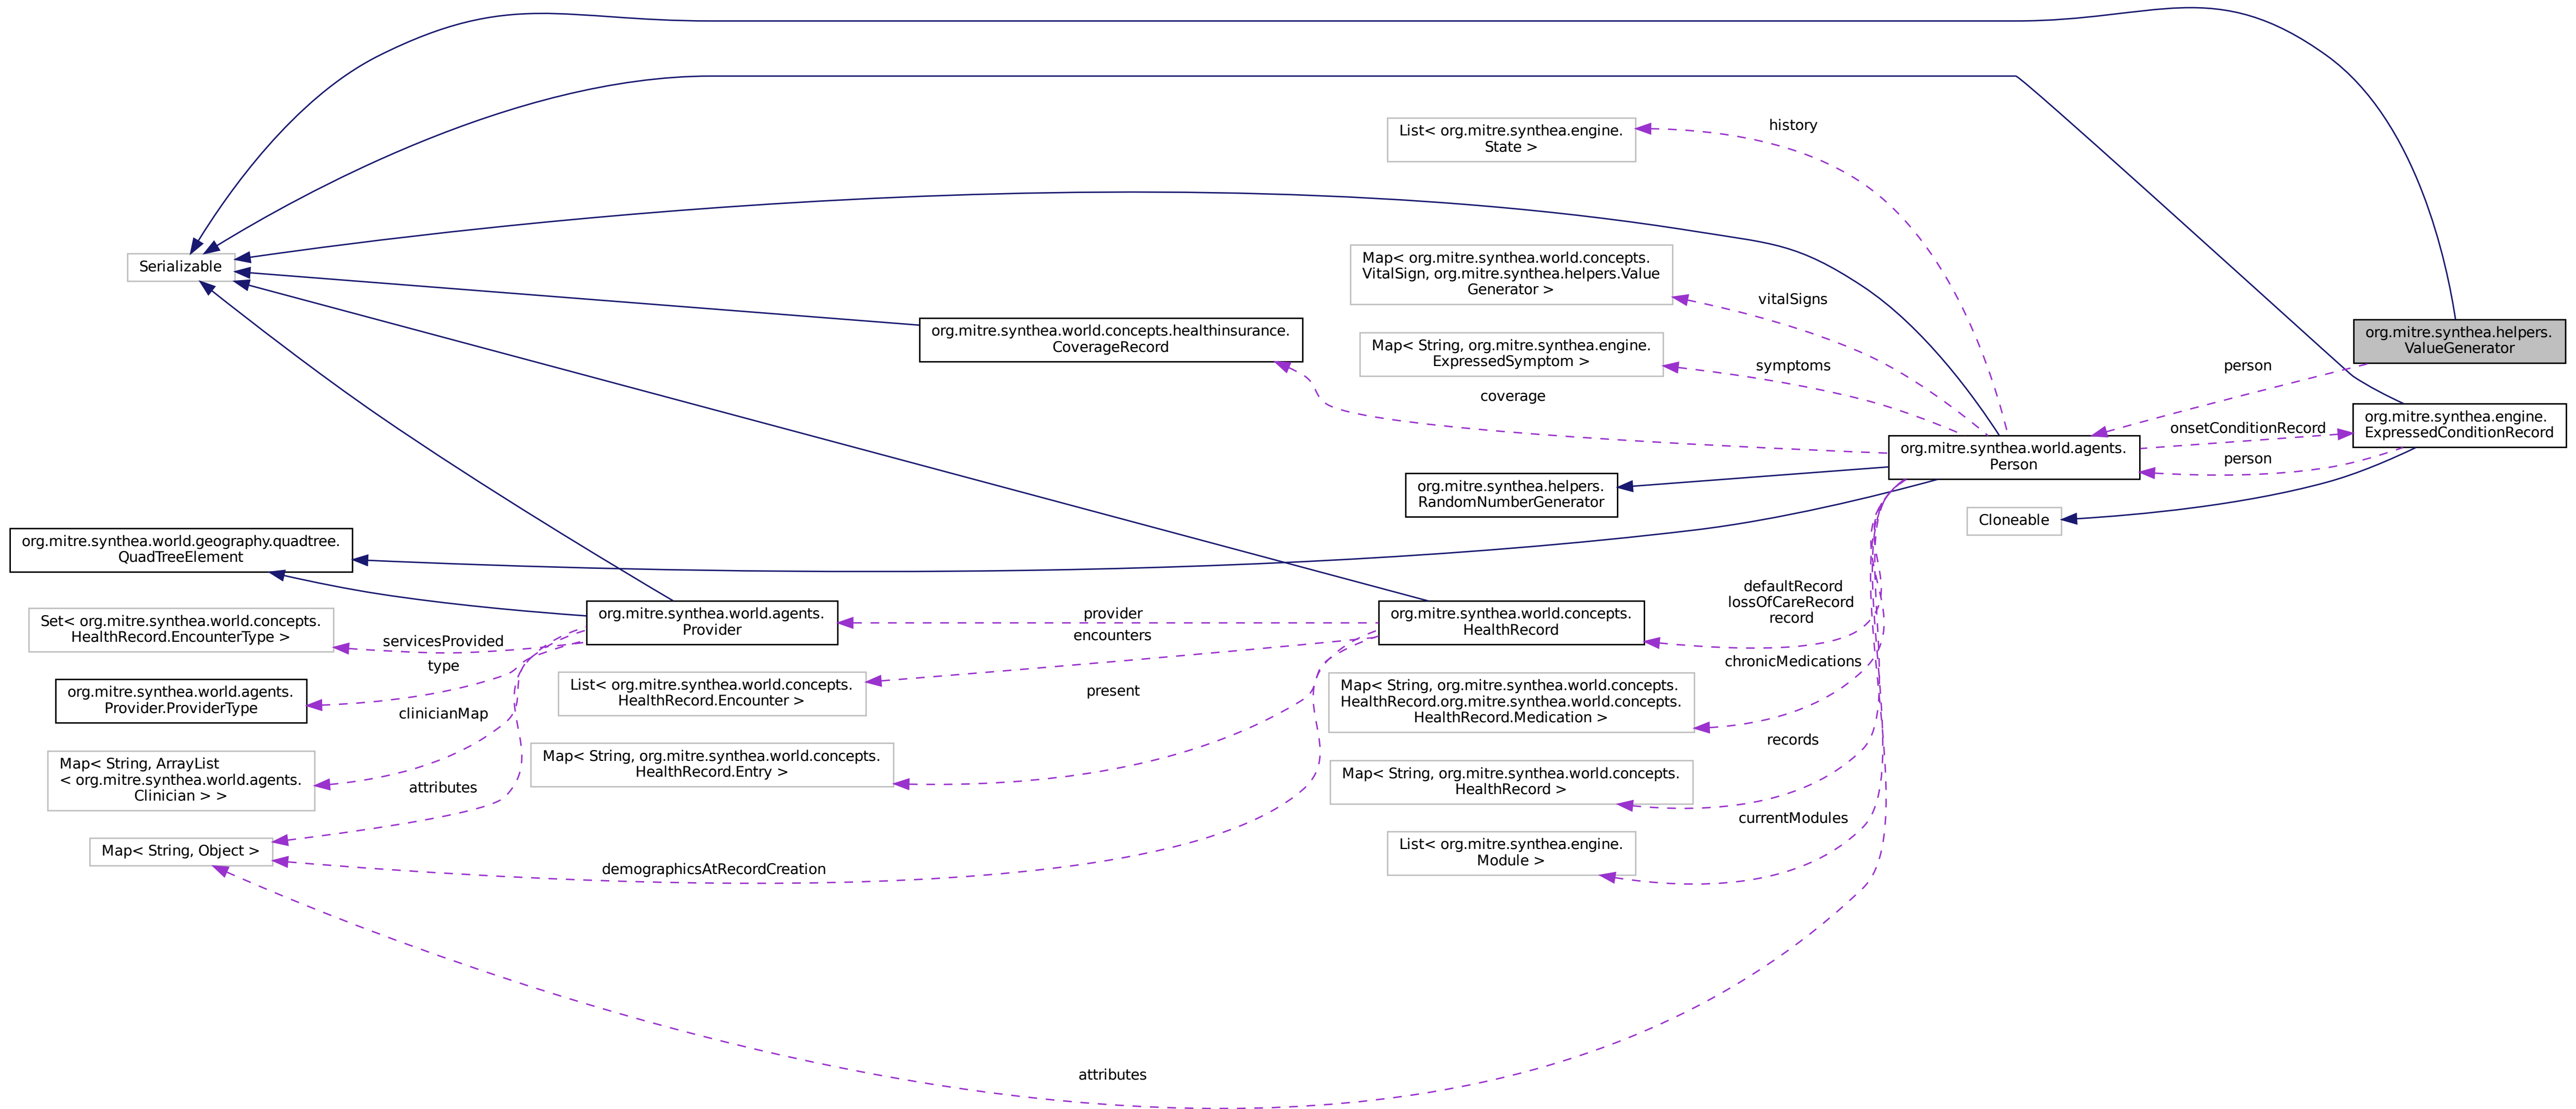 List< org.mitre.synthea.engine.
State >
history
Serializable
Map< org.mitre.synthea.world.concepts.
VitalSign, org.mitre.synthea.helpers.Value
Generator >
vitalSigns
org.mitre.synthea.world.concepts.healthinsurance.
CoverageRecord
Map< String, org.mitre.synthea.engine.
ExpressedSymptom >
symptoms
coverage
org.mitre.synthea.helpers.
ValueGenerator
person
org.mitre.synthea.engine.
ExpressedConditionRecord
onsetConditionRecord
person
org.mitre.synthea.world.agents.
Person
org.mitre.synthea.helpers.
RandomNumberGenerator
Cloneable
org.mitre.synthea.world.geography.quadtree.
QuadTreeElement
defaultRecord
lossOfCareRecord
record
Set< org.mitre.synthea.world.concepts.
HealthRecord.EncounterType >
servicesProvided
org.mitre.synthea.world.agents.
Provider
provider
org.mitre.synthea.world.concepts.
HealthRecord
encounters
type
org.mitre.synthea.world.agents.
Provider.ProviderType
List< org.mitre.synthea.world.concepts.
HealthRecord.Encounter >
present
chronicMedications
Map< String, org.mitre.synthea.world.concepts.
HealthRecord.org.mitre.synthea.world.concepts.
HealthRecord.Medication >
clinicianMap
Map< String, ArrayList
< org.mitre.synthea.world.agents.
Clinician > >
Map< String, org.mitre.synthea.world.concepts.
HealthRecord.Entry >
records
Map< String, org.mitre.synthea.world.concepts.
HealthRecord >
attributes
currentModules
Map< String, Object >
demographicsAtRecordCreation
List< org.mitre.synthea.engine.
Module >
attributes